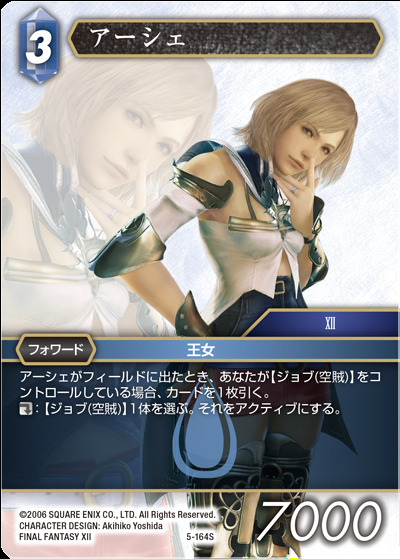 3
アーシェ
XII
フォワード
王女
アーシェがフィールドに出たとき、あなたが【ジョブ(空賊)】をコ
ントロールしている場合、カードを1枚引く。
：【ジョブ(空賊)】1体を選ぶ。それをアクティブにする。
©2006 SQUARE ENIX CO., LTD. All Rights Reserved.
CHARACTER DESIGN: Akihiko Yoshida
FINAL FANTASY XII
5-164S
7000